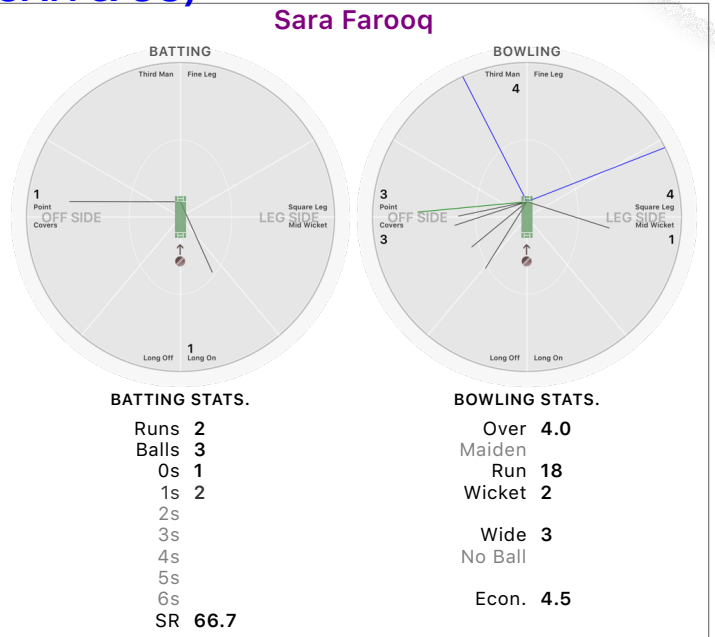 Sara Farooq
BATTING
Third Man Fine Leg
1
Point
OFF SIDE
Covers
Square Leg
LEG SIDE
Mid Wicket
1
Long Off Long On
BOWLING
Third Man Fine Leg
4
3
Point
OFF SIDE
Covers
3
4
Square Leg
LEG SIDE
Mid Wicket
1
Long Off Long On
BATTING STATS.
Runs 2
Balls 3
0s 1
1s 2
2s
3s
4s
5s
6s
SR 66.7
BOWLING STATS.
Over 4.0
Maiden
Run 18
Wicket 2
Wide 3
No Ball
Econ. 4.5